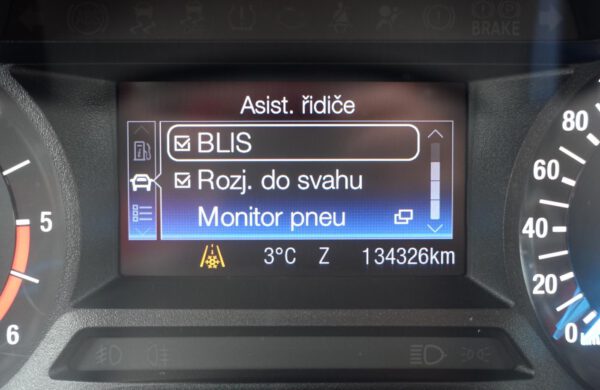 BRAKE
Asist. řidiče
BLIS
Rozj. do svahu
Monitor pneu
3°C Z 134326km
5
6
80
60
40
20
0